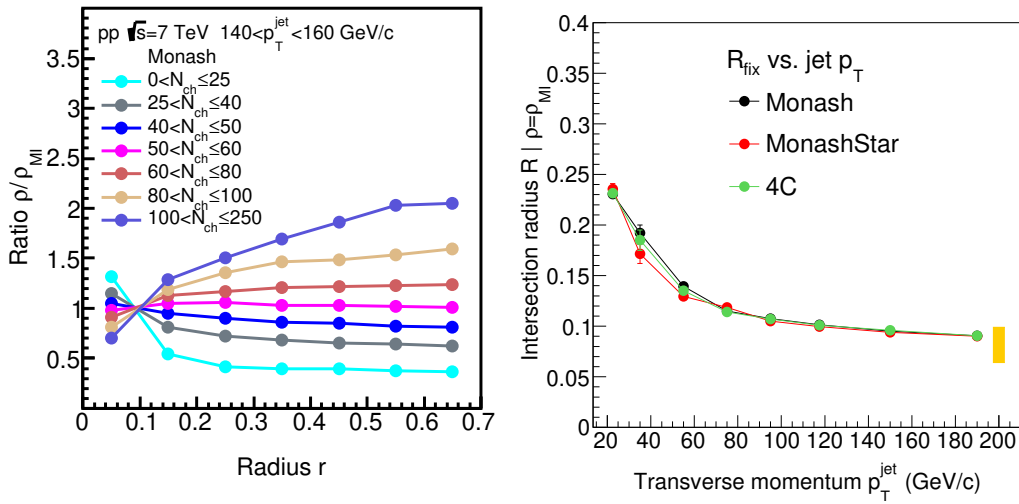 pp √s=7 TeV 140<p_T^jet<160 GeV/c
Monash
0<N_ch≤25
25<N_ch≤40
40<N_ch≤50
50<N_ch≤60
60<N_ch≤80
80<N_ch≤100
100<N_ch≤250
Ratio ρ/ρ_MI
3.5
3
2.5
2
1.5
1
0.5
0 0.1 0.2 0.3 0.4 0.5 0.6 0.7
Radius r
R_fix vs. jet p_T
Monash
MonashStar
4C
Intersection radius R | ρ=ρ_MI
0.4
0.35
0.3
0.25
0.2
0.15
0.1
0.05
0
20 40 60 80 100 120 140 160 180 200
Transverse momentum p_T^jet (GeV/c)